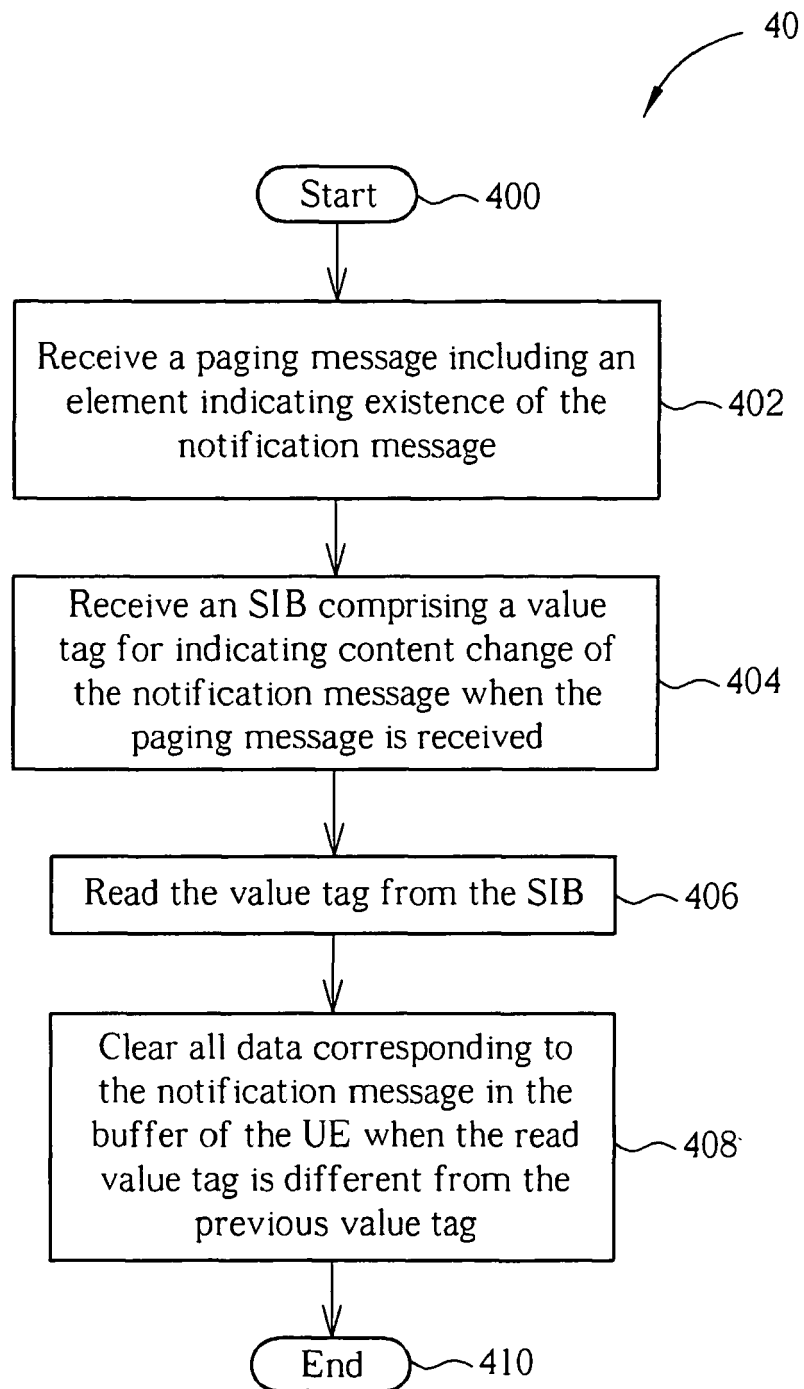 40
Start
400
Receive a paging message including an
element indicating existence of the
notification message
402
Receive an SIB comprising a value
tag for indicating content change of
the notification message when the
paging message is received
404
Read the value tag from the SIB
406
Clear all data corresponding to
the notification message in the
buffer of the UE when the read
value tag is different from the
previous value tag
408
End
410